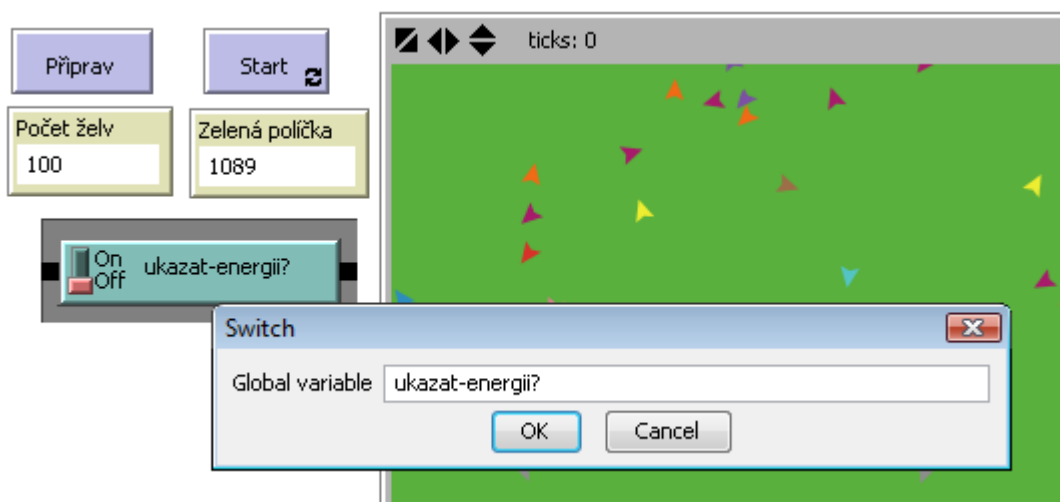 ticks: 0
Připrav
Start
Počet želv
100
Zelená políčka
1089
On
Off
ukazat-energii?
Switch
Global variable
ukazat-energii?
OK
Cancel